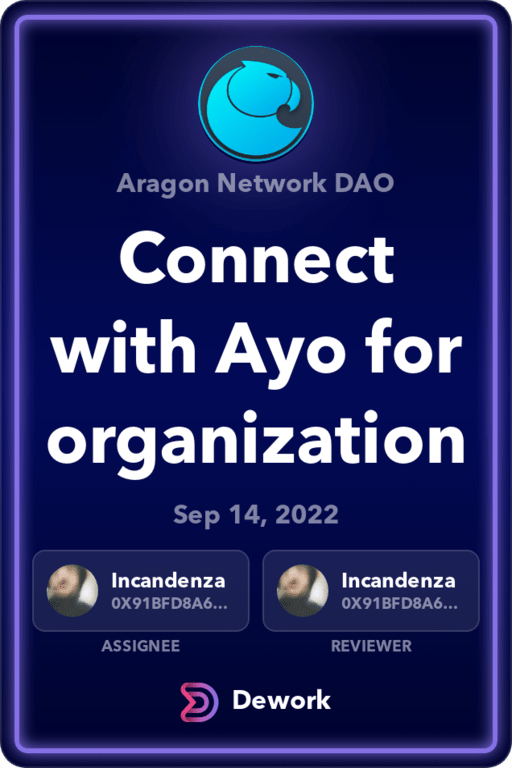 Aragon Network DAO
Connect
with Ayo for
organization
Sep 14, 2022
Incandenza
0X91BFD8A6...
ASSIGNEE
Incandenza
0X91BFD8A6...
REVIEWER
Dework